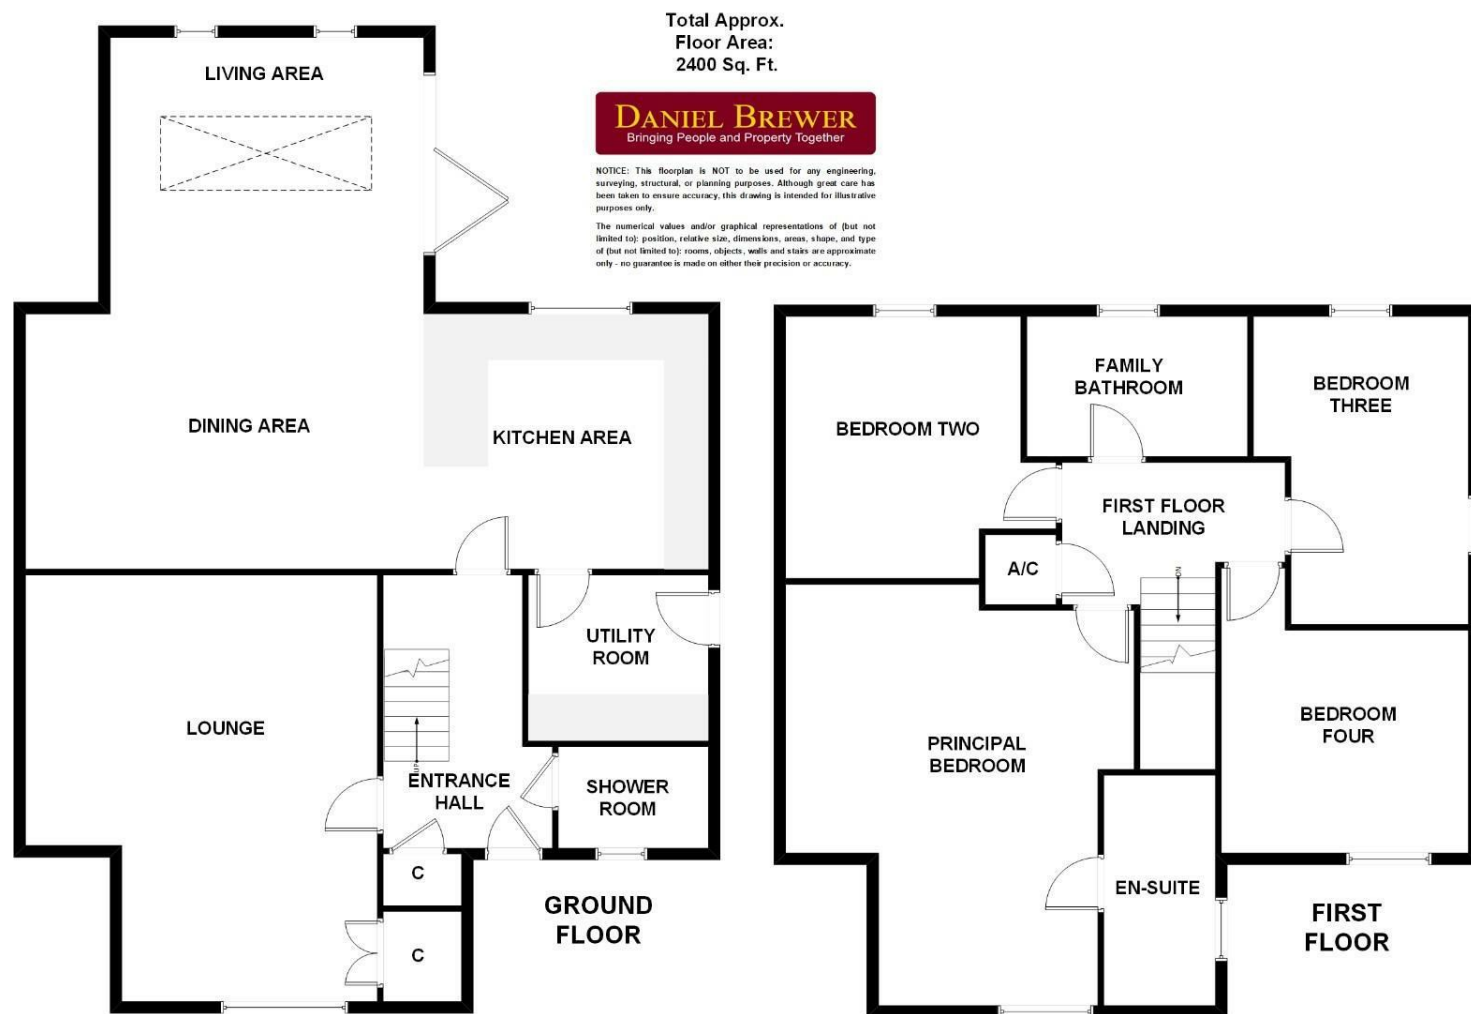 Total Approx.
Floor Area:
2400 Sq. Ft.
DANIEL BREWER
Bringing People and Property Together
NOTICE: This floorplan is NOT to be used for any engineering,
surveying, structural, or planning purposes. Although great care has
been taken to ensure accuracy, this drawing is intended for illustrative
purposes only.
The numerical values and/or graphical representations of (but not
limited to): position, relative size, dimensions, areas, shape, and type
of (but not limited to): rooms, objects, walls and stairs are approximate
only - no guarantee is made on either their precision or accuracy.
LIVING AREA
DINING AREA
KITCHEN AREA
UTILITY
ROOM
LOUNGE
UP
ENTRANCE
HALL
SHOWER
ROOM
C
C
GROUND
FLOOR
BEDROOM TWO
FAMILY
BATHROOM
BEDROOM
THREE
FIRST FLOOR
LANDING
A/C
DN
PRINCIPAL
BEDROOM
BEDROOM
FOUR
EN-SUITE
FIRST
FLOOR